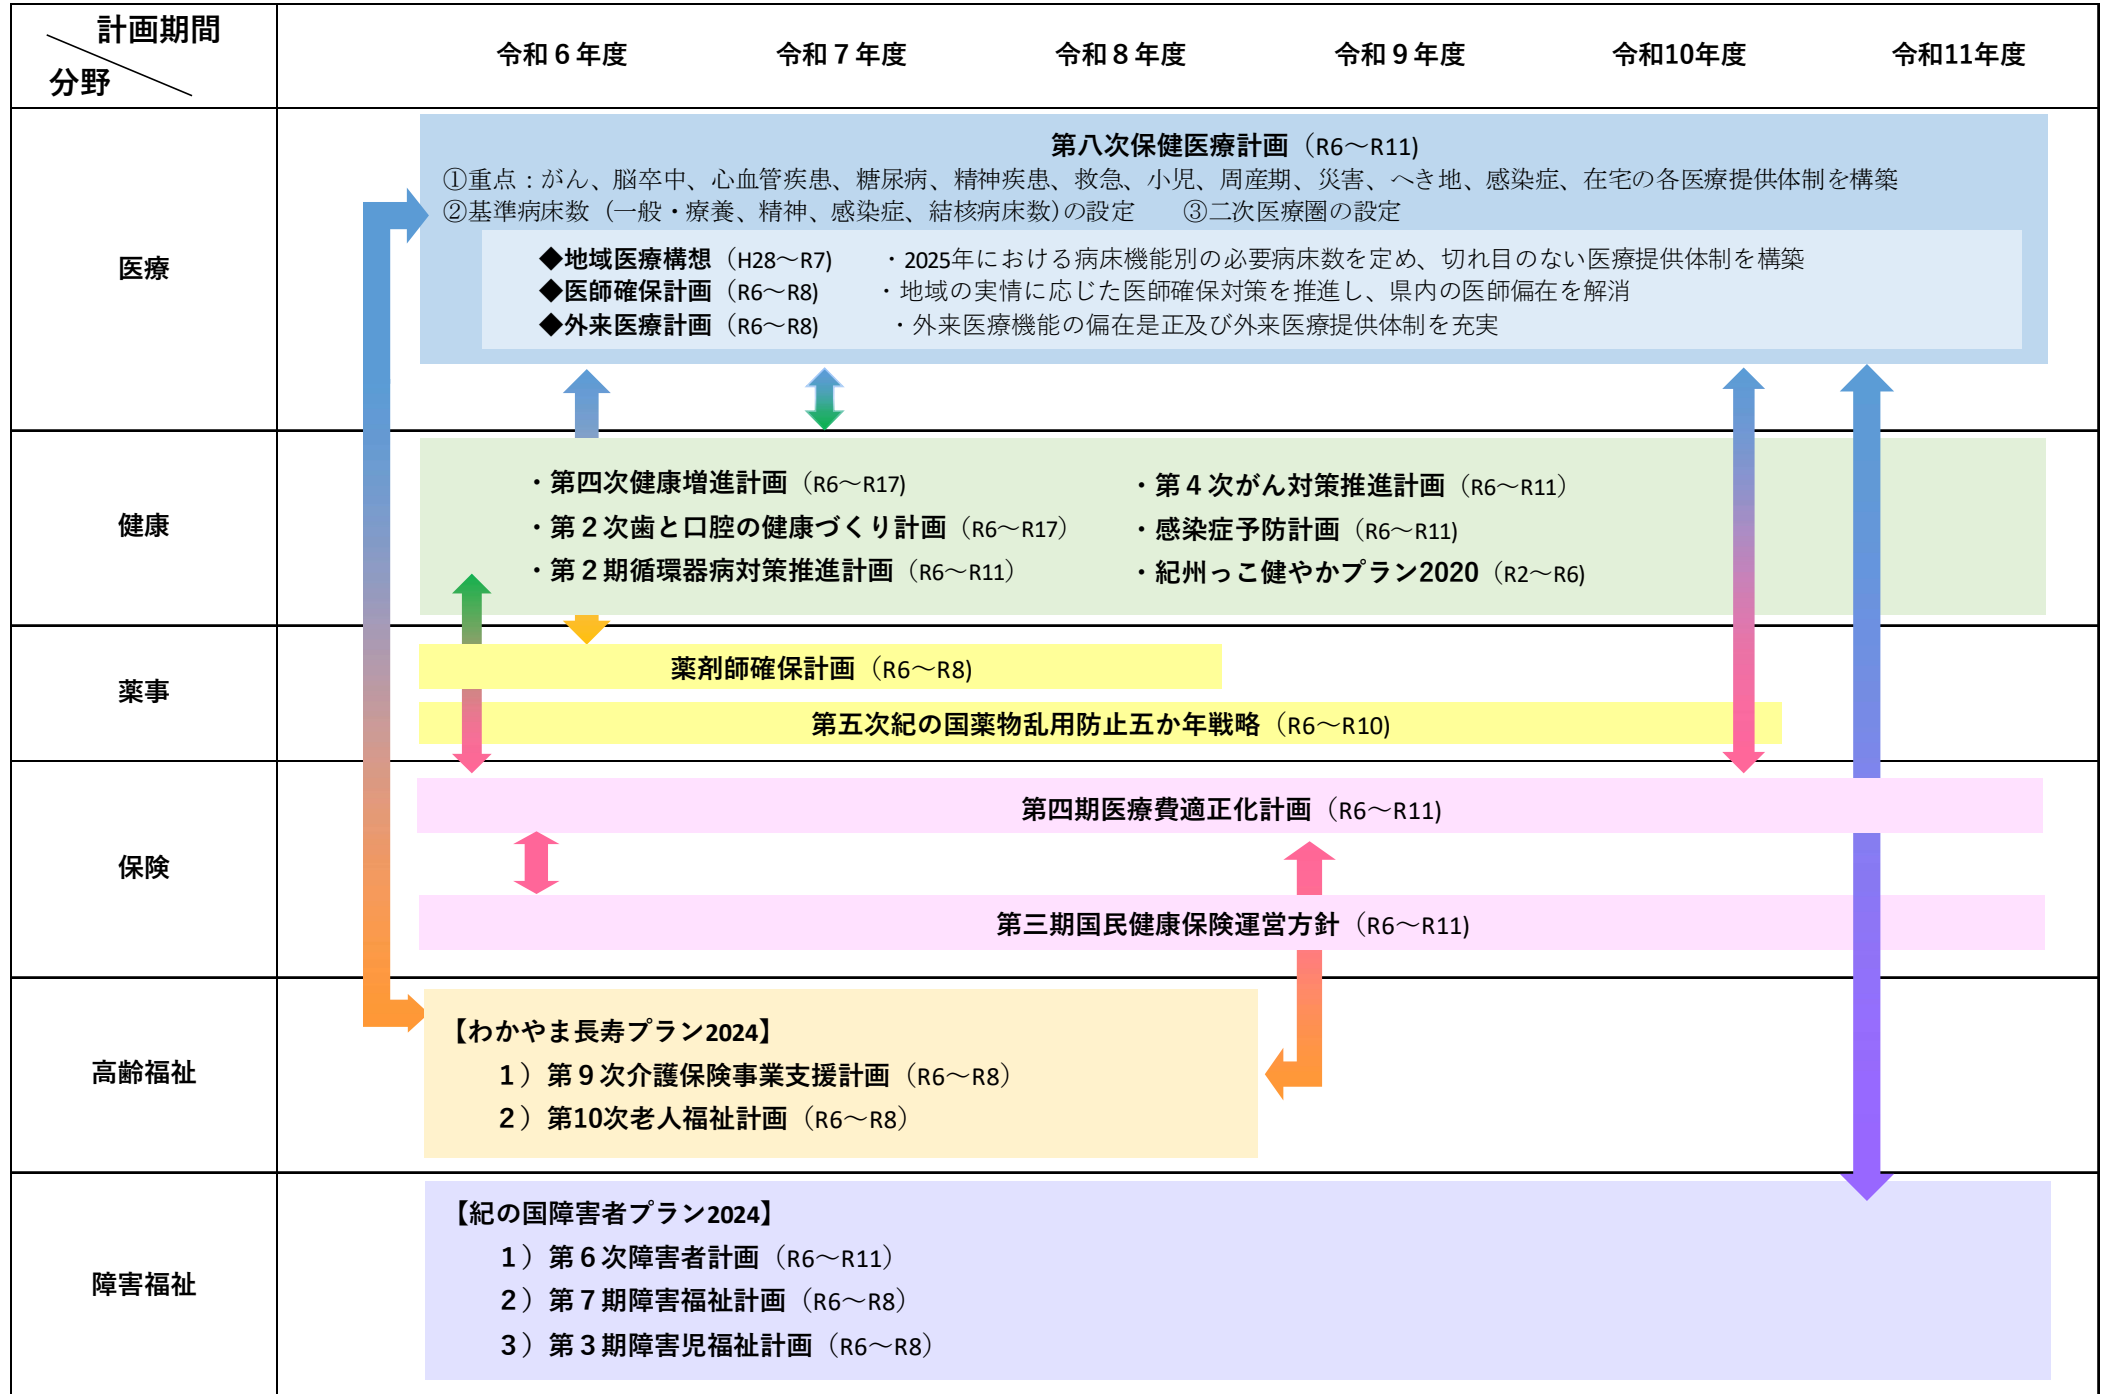 計画期間
分野
令和６年度
令和７年度
令和８年度
令和９年度
令和10年度
令和11年度
医療
第八次保健医療計画（R6～R11)
①重点：がん、脳卒中、心血管疾患、糖尿病、精神疾患、救急、小児、周産期、災害、へき地、感染症、在宅の各医療提供体制を構築
②基準病床数（一般・療養、精神、感染症、結核病床数)の設定　　③二次医療圏の設定
◆地域医療構想（H28～R7)　　・2025年における病床機能別の必要病床数を定め、切れ目のない医療提供体制を構築
◆医師確保計画（R6～R8)　　・地域の実情に応じた医師確保対策を推進し、県内の医師偏在を解消
◆外来医療計画（R6～R8)　　・外来医療機能の偏在是正及び外来医療提供体制を充実
健康
・第四次健康増進計画（R6～R17)
・第２次歯と口腔の健康づくり計画（R6～R17）
・第２期循環器病対策推進計画（R6～R11）
・第４次がん対策推進計画（R6～R11）
・感染症予防計画（R6～R11)
・紀州っこ健やかプラン2020（R2～R6)
薬事
薬剤師確保計画（R6～R8)
第五次紀の国薬物乱用防止五か年戦略（R6～R10)
保険
第四期医療費適正化計画（R6～R11)
第三期国民健康保険運営方針（R6～R11)
高齢福祉
【わかやま長寿プラン2024】
１）第９次介護保険事業支援計画（R6～R8）
２）第10次老人福祉計画（R6～R8）
障害福祉
【紀の国障害者プラン2024】
１）第６次障害者計画（R6～R11）
２）第７期障害福祉計画（R6～R8）
３）第３期障害児福祉計画（R6～R8）